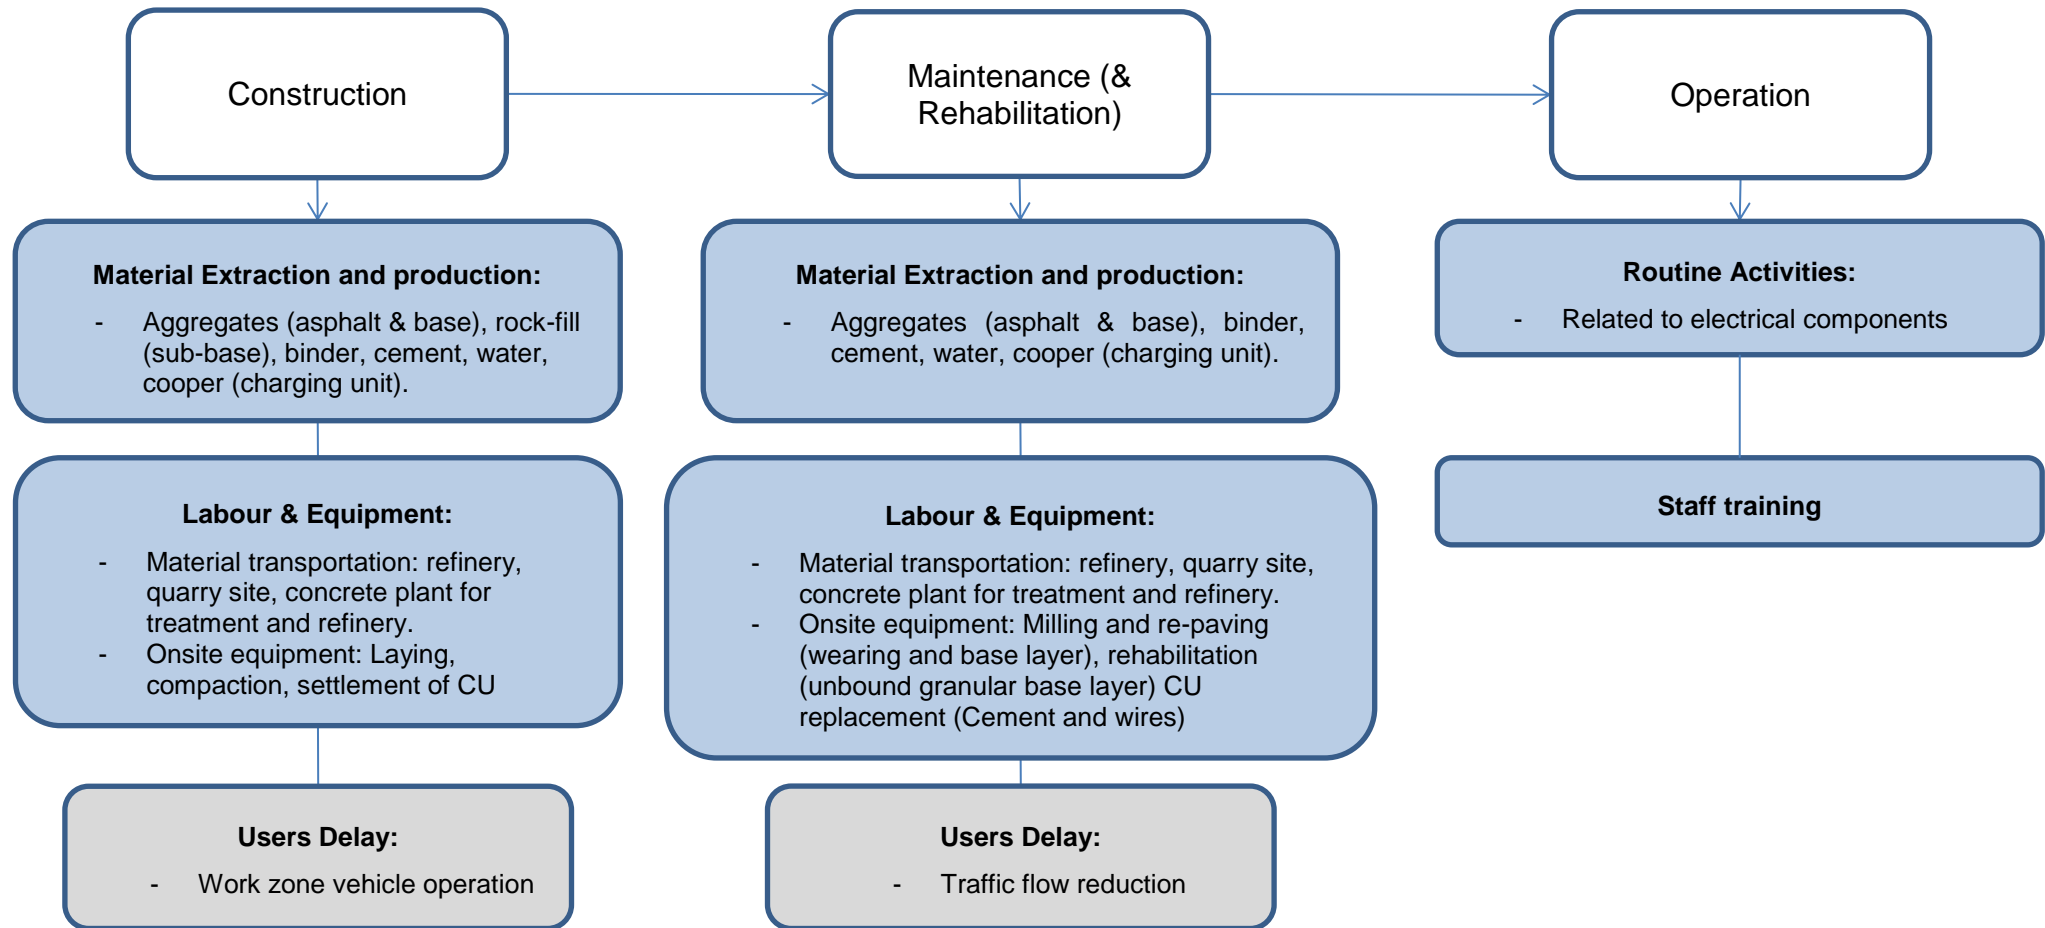 Construction
Maintenance (&
Rehabilitation)
Operation
Material Extraction and production:
- Aggregates (asphalt & base), rock-fill
(sub-base), binder, cement, water,
cooper (charging unit).
Labour & Equipment:
- Material transportation: refinery,
quarry site, concrete plant for
treatment and refinery.
- Onsite equipment: Laying,
compaction, settlement of CU
Users Delay:
- Work zone vehicle operation
Material Extraction and production:
- Aggregates (asphalt & base), binder,
cement, water, cooper (charging unit).
Labour & Equipment:
- Material transportation: refinery, quarry site,
concrete plant for treatment and refinery.
- Onsite equipment: Milling and re-paving
(wearing and base layer), rehabilitation
(unbound granular base layer) CU
replacement (Cement and wires)
Users Delay:
- Traffic flow reduction
Routine Activities:
- Related to electrical components
Staff training